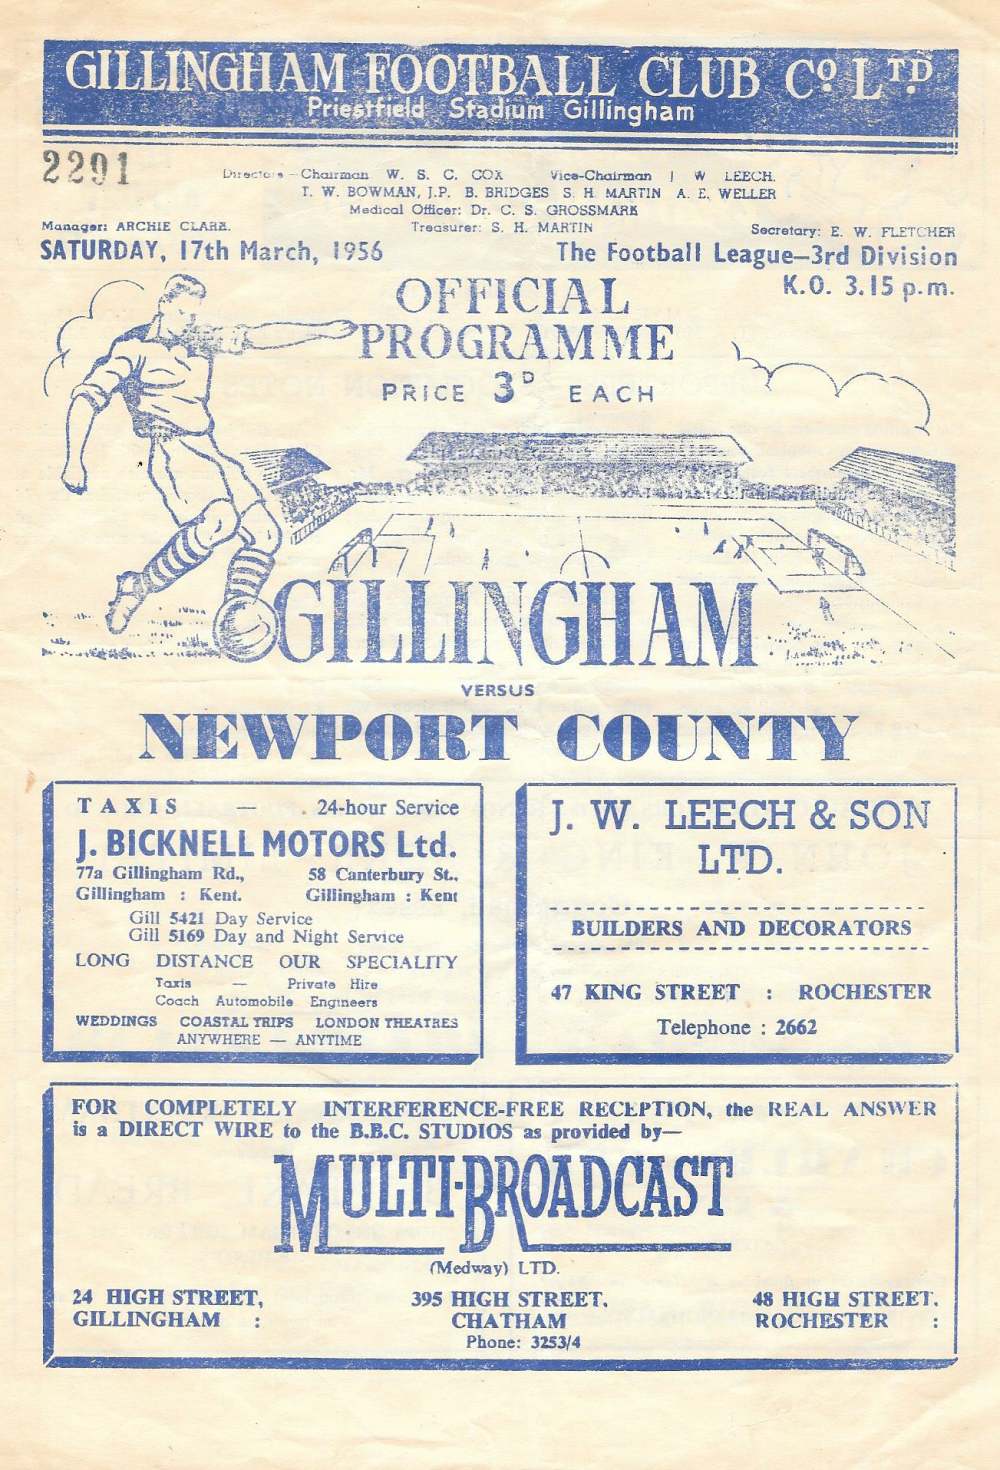 GILLINGHAM FOOTBALL CLUB Co. LTD.
Priestfield Stadium Gillingham
2291
Directors—Chairman W. S. C. COX Vice-Chairman J W LEECH.
T. W. BOWMAN, J.P. B. BRIDGES S. H. MARTIN A. E. WELLER
Medical Officer: Dr. C. S. GROSSMARK
Manager: ARCHIE CLARK. Treasurer: S. H. MARTIN Secretary: E. W. FLETCHER
SATURDAY, 17th March, 1956 The Football League—3rd Division
K.O. 3.15 p.m.
OFFICIAL
PROGRAMME
PRICE 3D EACH
GILLINGHAM
VERSUS
NEWPORT COUNTY
TAXIS — 24-hour Service
J. BICKNELL MOTORS Ltd.
77a Gillingham Rd., 58 Canterbury St.,
Gillingham : Kent. Gillingham : Kent
Gill 5421 Day Service
Gill 5169 Day and Night Service
LONG DISTANCE OUR SPECIALITY
Taxis — Private Hire
Coach Automobile Engineers
WEDDINGS COASTAL TRIPS LONDON THEATRES
ANYWHERE — ANYTIME
J. W. LEECH & SON
LTD.
BUILDERS AND DECORATORS
47 KING STREET : ROCHESTER
Telephone : 2662
FOR COMPLETELY INTERFERENCE-FREE RECEPTION, the REAL ANSWER
is a DIRECT WIRE to the B.B.C. STUDIOS as provided by—
MULTI-BROADCAST
(Medway) LTD.
24 HIGH STREET, 395 HIGH STREET, 48 HIGH STREET,
GILLINGHAM : CHATHAM ROCHESTER :
Phone: 3253/4